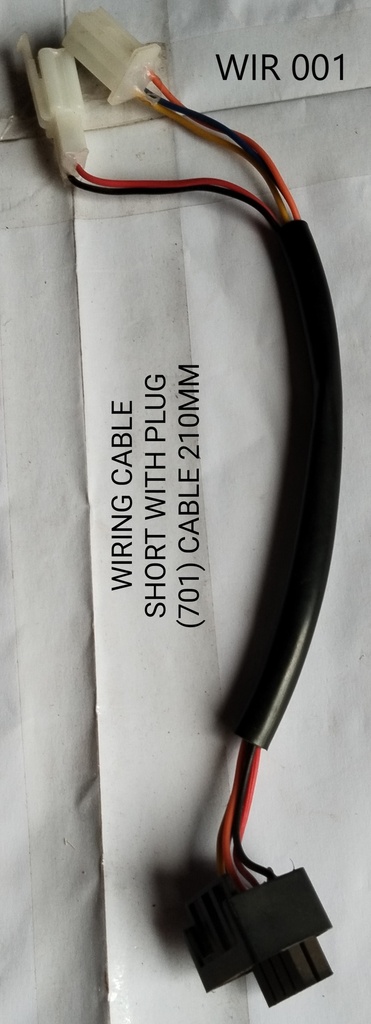 WIR 001
WIRING CABLE
SHORT WITH PLUG
(701) CABLE 210MM